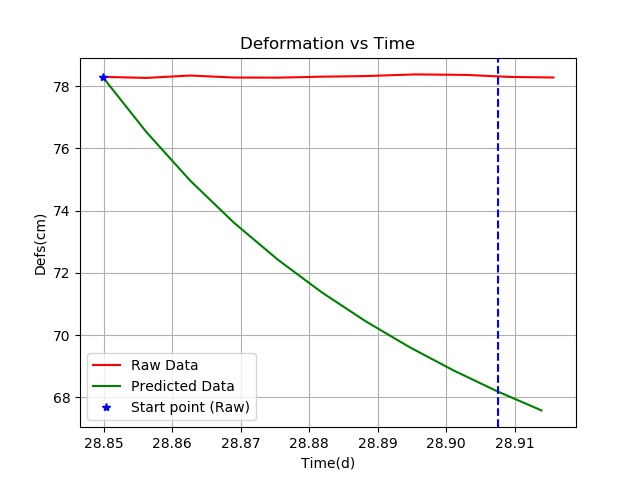 Deformation vs Time
Defs(cm)
78
76
74
72
70
68
Raw Data
Predicted Data
Start point (Raw)
28.85 28.86 28.87 28.88 28.89 28.90 28.91
Time(d)